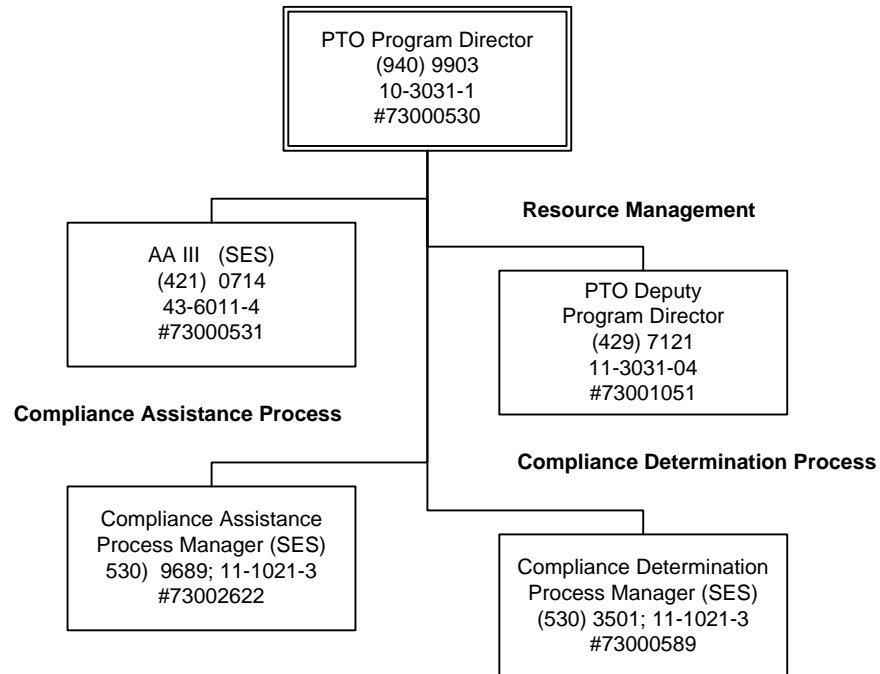 PTO Program Director
(940) 9903
10-3031-1
#73000530
Resource Management
AA III (SES)
(421) 0714
43-6011-4
#73000531
PTO Deputy
Program Director
(429) 7121
11-3031-04
#73001051
Compliance Assistance Process
Compliance Determination Process
Compliance Assistance
Process Manager (SES)
530) 9689; 11-1021-3
#73002622
Compliance Determination
Process Manager (SES)
(530) 3501; 11-1021-3
#73000589